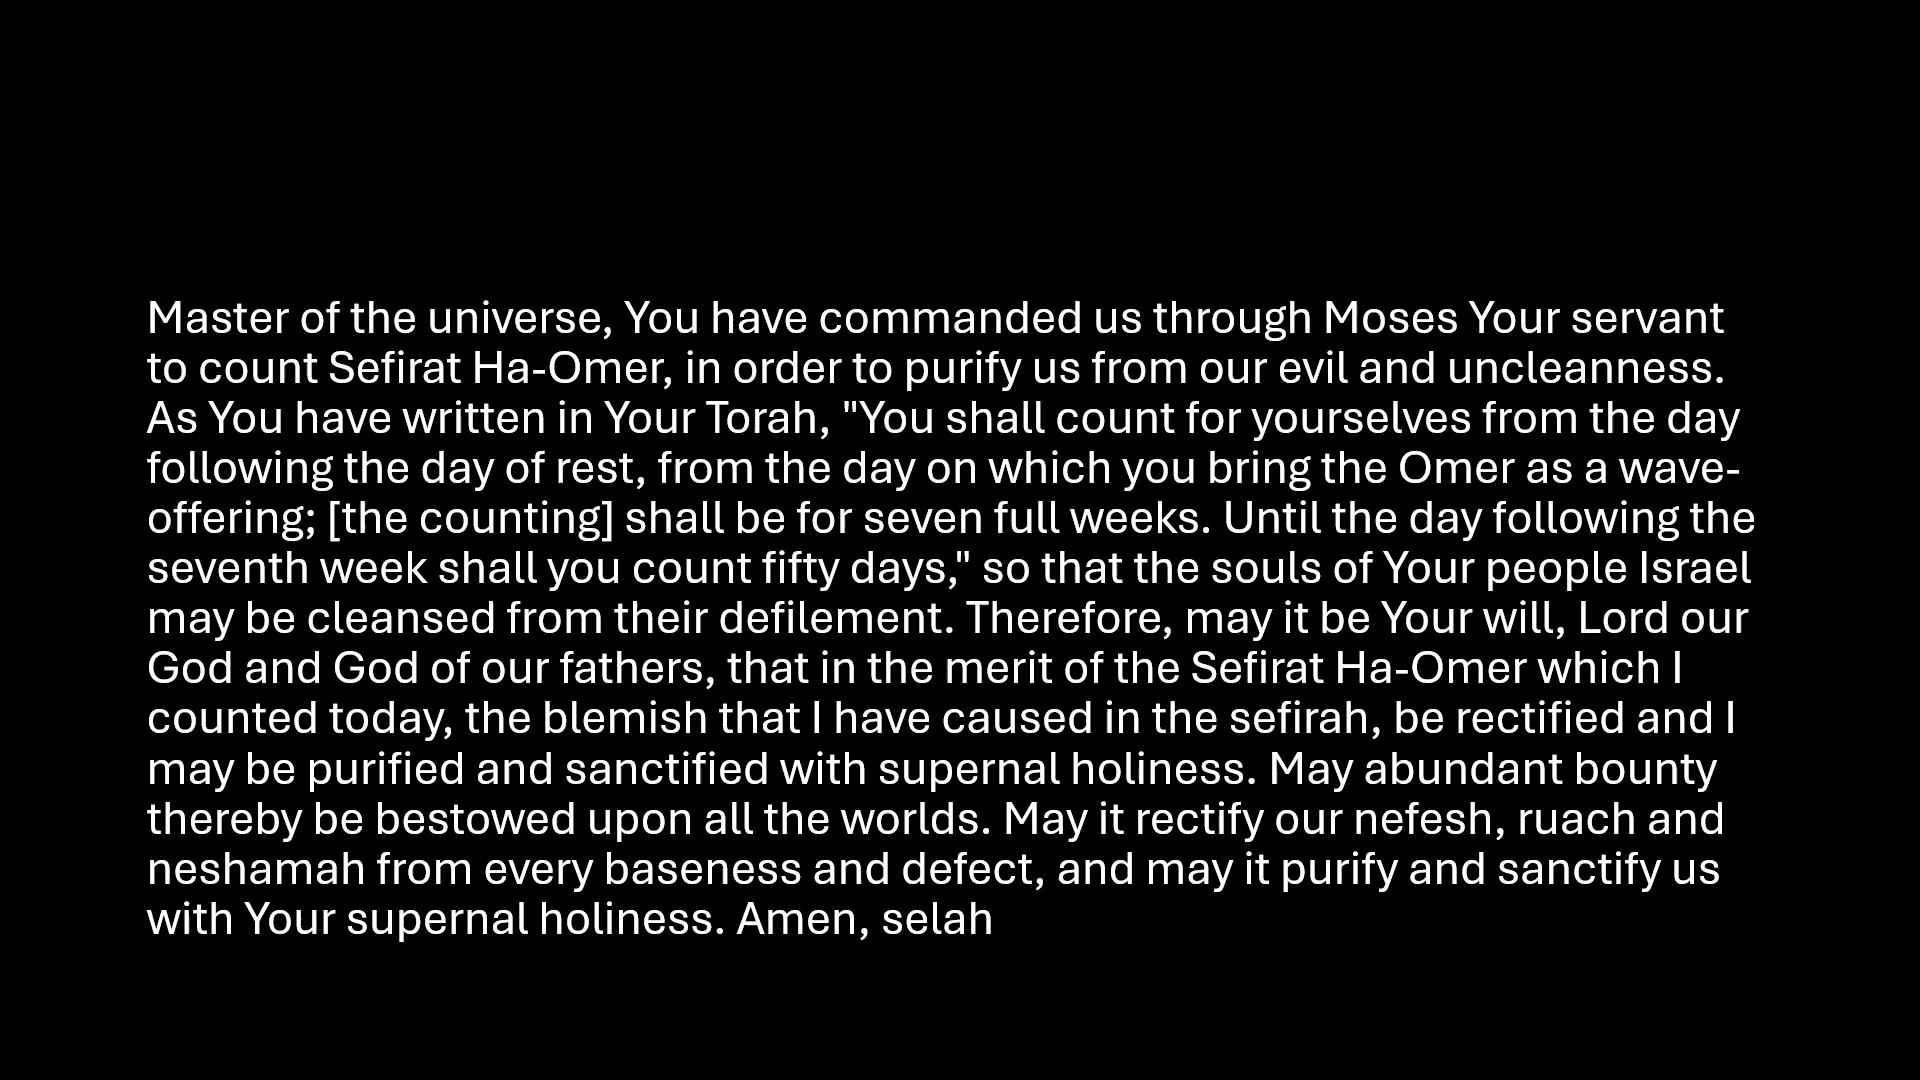 Master of the universe, You have commanded us through Moses Your servant
to count Sefirat Ha-Omer, in order to purify us from our evil and uncleanness.
As You have written in Your Torah, "You shall count for yourselves from the day
following the day of rest, from the day on which you bring the Omer as a wave-
offering; [the counting] shall be for seven full weeks. Until the day following the
seventh week shall you count fifty days," so that the souls of Your people Israel
may be cleansed from their defilement. Therefore, may it be Your will, Lord our
God and God of our fathers, that in the merit of the Sefirat Ha-Omer which I
counted today, the blemish that I have caused in the sefirah, be rectified and I
may be purified and sanctified with supernal holiness. May abundant bounty
thereby be bestowed upon all the worlds. May it rectify our nefesh, ruach and
neshamah from every baseness and defect, and may it purify and sanctify us
with Your supernal holiness. Amen, selah